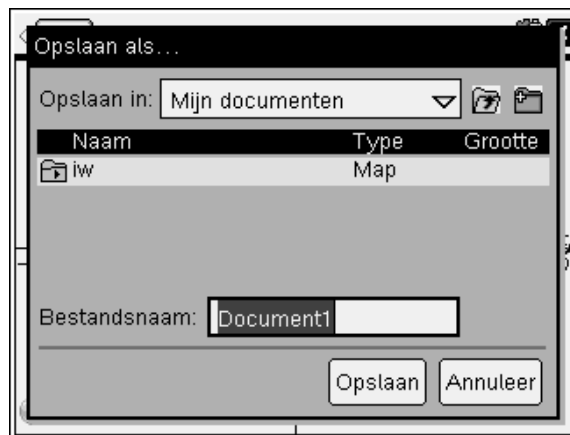 Opslaan als...
Opslaan in: Mijn documenten
Naam Type Grootte
iw Map
Bestandsnaam: Document1
Opslaan Annuleer